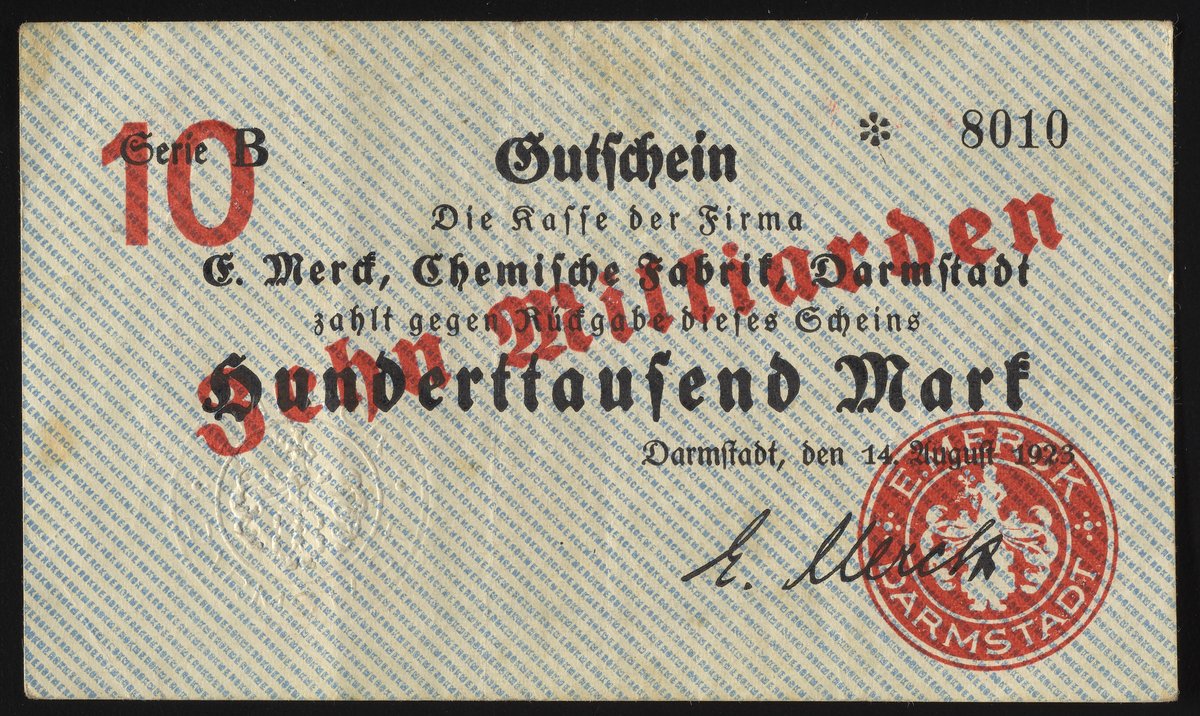 10
Serie B
* 8010
Gutschein
Die Kasse der Firma
E. Merck, Chemische Fabrik, Darmstadt
zahlt gegen Rückgabe dieses Scheins
Hunderttausend Mark
Zehn Milliarden
Darmstadt, den 14. August 1923
E. Merck
E. MERCK
DARMSTADT